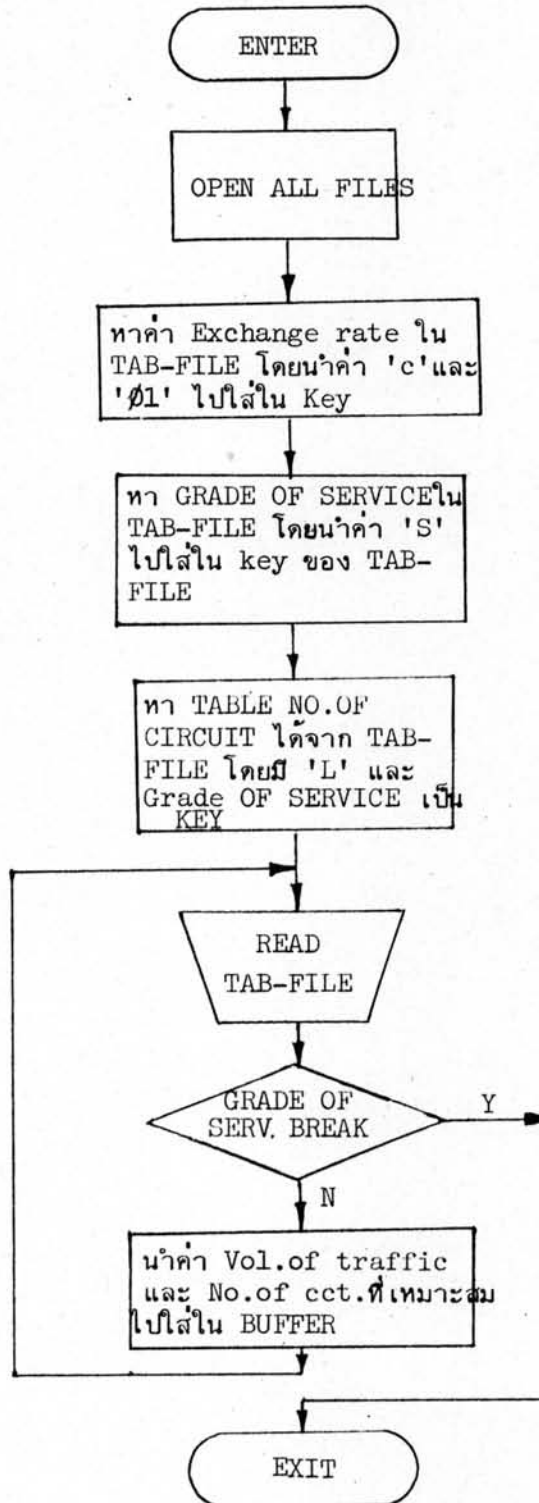 ENTER
OPEN ALL FILES
หาค่า Exchange rate ใน
TAB-FILE โดยนำค่า 'c'และ
'Ø1' ไปใส่ใน Key
หา GRADE OF SERVICEใน
TAB-FILE โดยนำค่า 'S'
ไปใส่ใน key ของ TAB-
FILE
หา TABLE NO.OF
CIRCUIT ได้จาก TAB-
FILE โดยมี 'L' และ
Grade OF SERVICE เป็น
KEY
READ
TAB-FILE
GRADE OF
SERV. BREAK
Y
N
นำค่า Vol.of traffic
และ No.of cct.ที่เหมาะสม
ไปใส่ใน BUFFER
EXIT